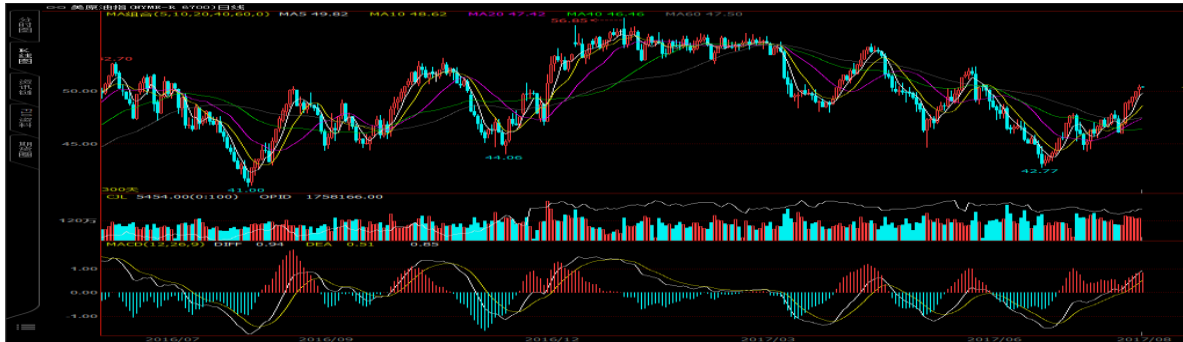 美原油指(NYME-K 6700)日线
MA组合(5,10,20,40,60,0) MA5 49.82 MA10 48.62 MA20 47.42 MA40 46.46 MA60 47.50
分时图
K线图
资讯链
期货圈
56.85
52.70
50.00
45.00
44.06
42.77
41.00
300天
CJL 5454.00(0:100) OPID 1758166.00
120万
MACD(12,26,9) DIFF 0.94 DEA 0.51 0.85
1.00
0.00
-1.00
2016/07 2016/09 2016/12 2017/03 2017/06 2017/08